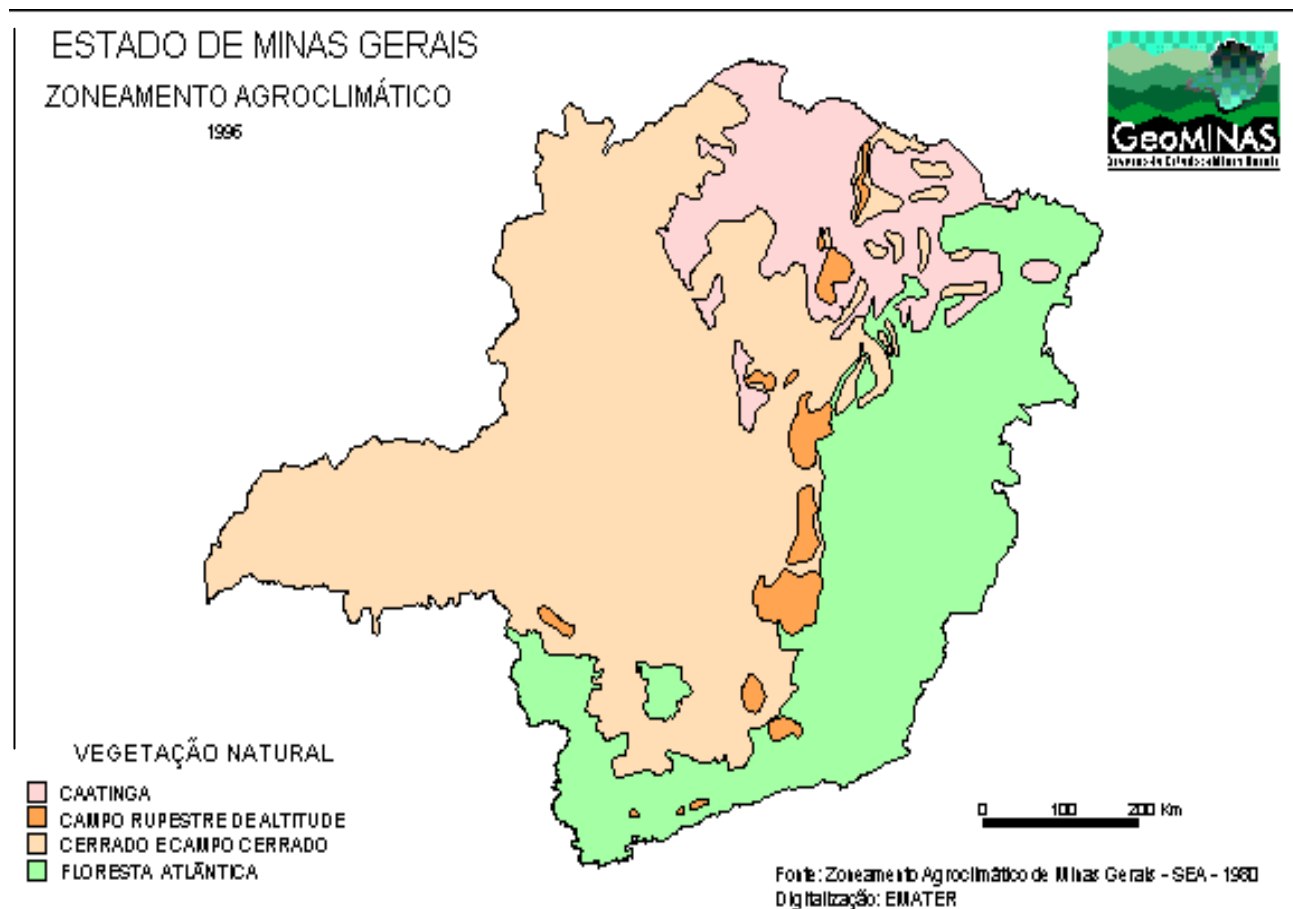 ESTADO DE MINAS GERAIS
ZONEAMENTO AGROCLIMÁTICO
1996
GeoMINAS
VEGETAÇÃO NATURAL
CAATINGA
CAMPO RUPESTRE DE ALTITUDE
CERRADO E CAMPO CERRADO
FLORESTA ATLÂNTICA
0 100 200 Km
Fonte: Zoneamento Agroclimático de Minas Gerais - SEA - 1980
Digitalização: EMATER